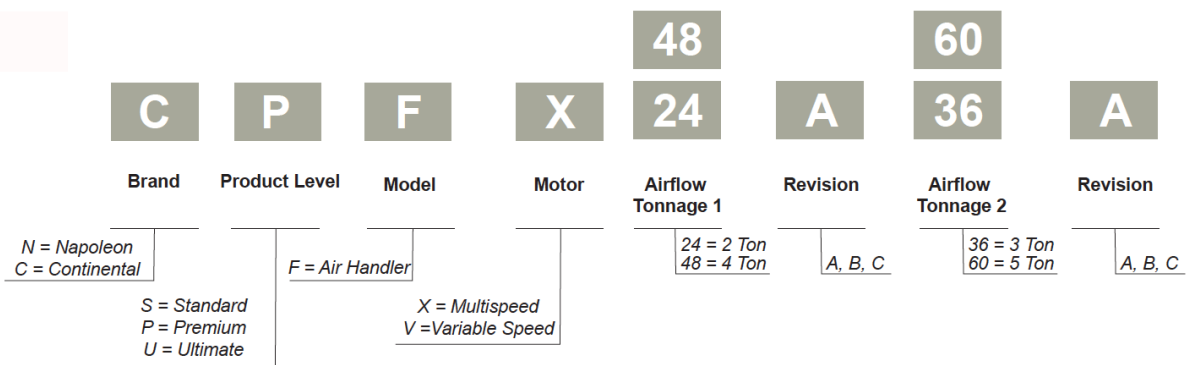 48 60
C P F X 24 A 36 A
Brand Product Level Model Motor Airflow Tonnage 1 Revision Airflow Tonnage 2 Revision
N = Napoleon
C = Continental
S = Standard
P = Premium
U = Ultimate
F = Air Handler
X = Multispeed
V =Variable Speed
24 = 2 Ton
48 = 4 Ton
A, B, C
36 = 3 Ton
60 = 5 Ton
A, B, C